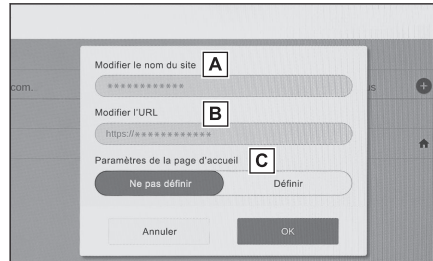 Modifier le nom du site A
************
Modifier l'URL B
https://************
Paramètres de la page d'accueil C
Ne pas définir Définir
Annuler OK
com..
us